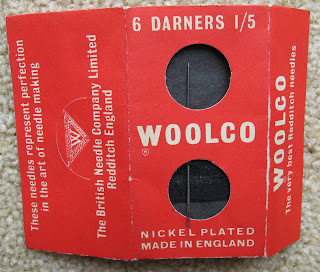 These needles represent perfection
in the art of needle making
The British Needle Company Limited
Redditch England
6 DARNERS 1/5
WOOLCO
®
NICKEL PLATED
MADE IN ENGLAND
WOOLCO
The very best Redditch needles